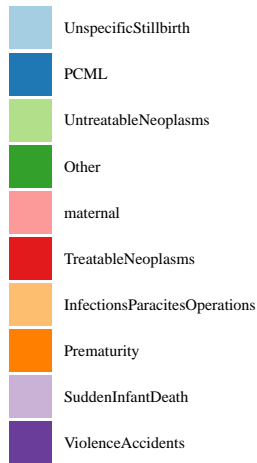 UnspecificStillbirth
PCML
UntreatableNeoplasms
Other
maternal
TreatableNeoplasms
InfectionsParacitesOperations
Prematurity
SuddenInfantDeath
ViolenceAccidents